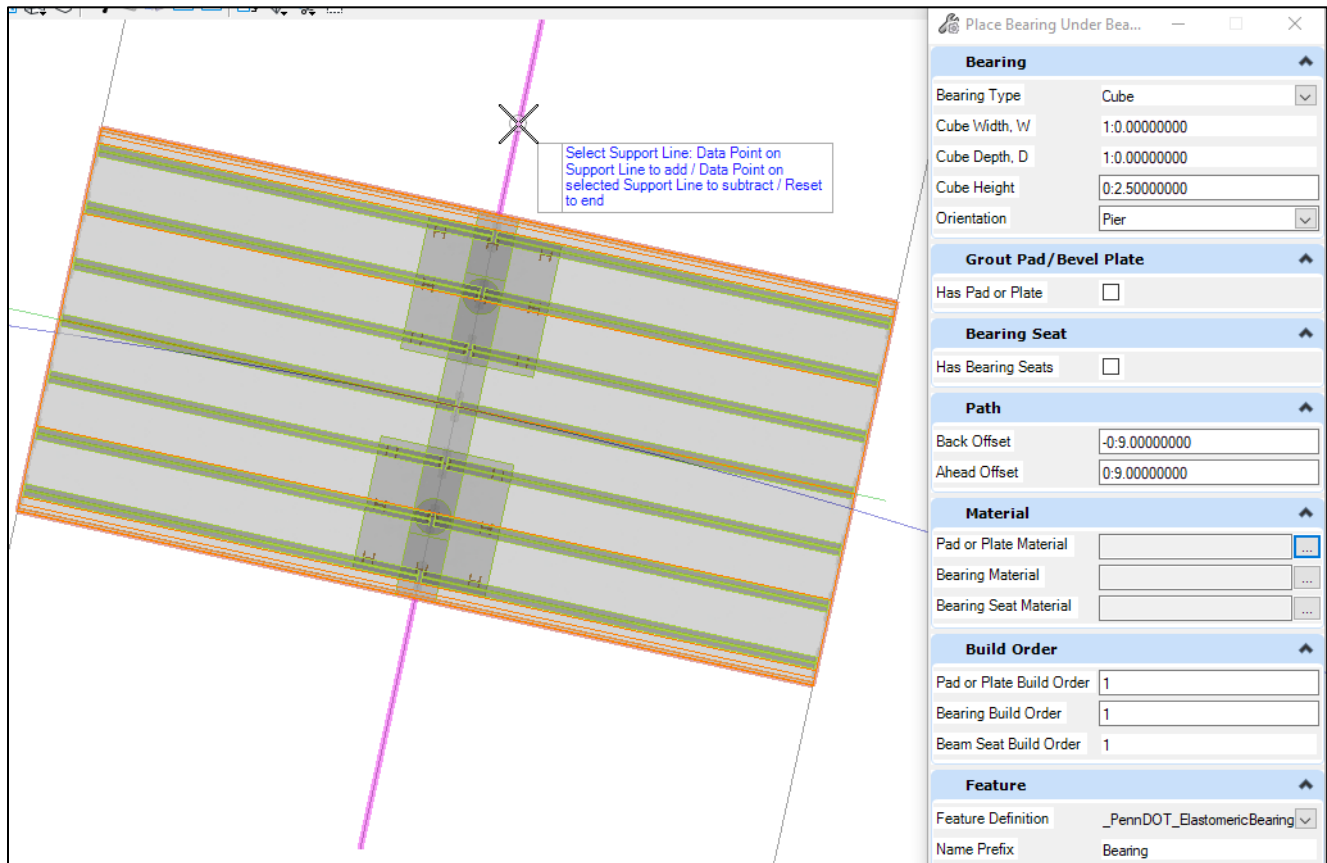 Place Bearing Under Bea...
Bearing
Bearing Type Cube
Cube Width, W 1:0.00000000
Cube Depth, D 1:0.00000000
Cube Height 0:2.50000000
Orientation Pier
Grout Pad/Bevel Plate
Has Pad or Plate
Bearing Seat
Has Bearing Seats
Path
Back Offset -0:9.00000000
Ahead Offset 0:9.00000000
Material
Pad or Plate Material ...
Bearing Material ...
Bearing Seat Material ...
Build Order
Pad or Plate Build Order 1
Bearing Build Order 1
Beam Seat Build Order 1
Feature
Feature Definition _PennDOT_ElastomericBearing
Name Prefix Bearing
Select Support Line: Data Point on
Support Line to add / Data Point on
selected Support Line to subtract / Reset
to end